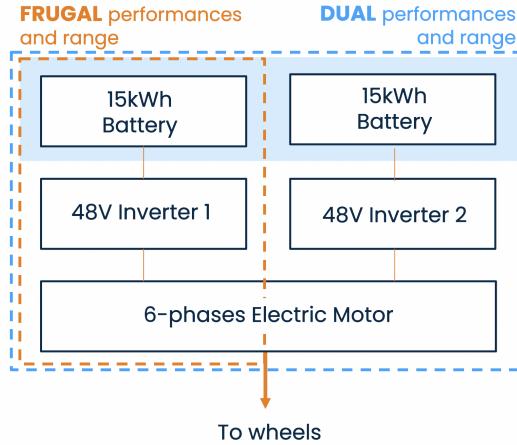 FRUGAL performances
and range
DUAL performances
and range
15kWh
Battery
15kWh
Battery
48V Inverter 1
48V Inverter 2
6-phases Electric Motor
To wheels